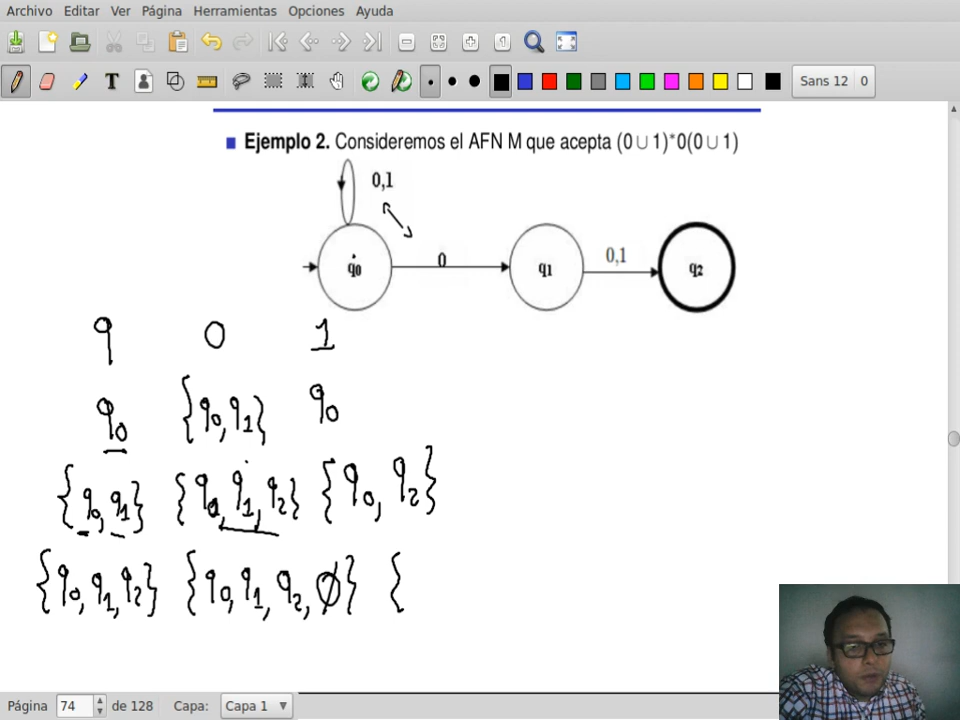 Archivo Editar Ver Página Herramientas Opciones Ayuda
T Sans 12 0
Ejemplo 2. Consideremos el AFN M que acepta (0 ∪ 1)*0(0 ∪ 1)
0,1
q0 0 q1 0,1 q2
q 0 1
q0 {q0, q1} q0
{q0, q1} {q0, q1, q2} {q0, q2}
{q0, q1, q2} {q0, q1, q2, ∅} {
Página 74 de 128 Capa: Capa 1